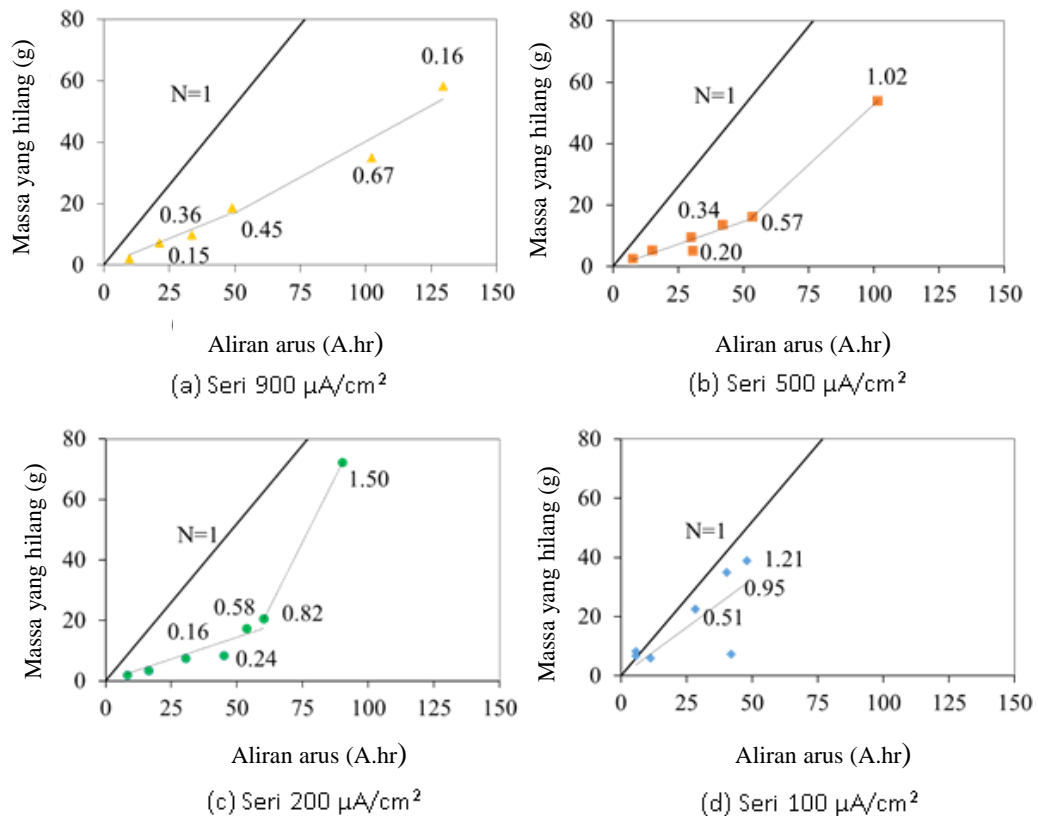 Massa yang hilang (g)
80
60
40
20
0
N=1
0.16
0.67
0.36
0.45
0.15
0 25 50 75 100 125 150
Aliran arus (A.hr)
(a) Seri 900 µA/cm²
Massa yang hilang (g)
80
60
40
20
0
N=1
1.02
0.34
0.57
0.20
0 25 50 75 100 125 150
Aliran arus (A.hr)
(b) Seri 500 µA/cm²
Massa yang hilang (g)
80
60
40
20
0
N=1
1.50
0.58
0.82
0.16
0.24
0 25 50 75 100 125 150
Aliran arus (A.hr)
(c) Seri 200 µA/cm²
Massa yang hilang (g)
80
60
40
20
0
N=1
1.21
0.95
0.51
0 25 50 75 100 125 150
Aliran arus (A.hr)
(d) Seri 100 µA/cm²